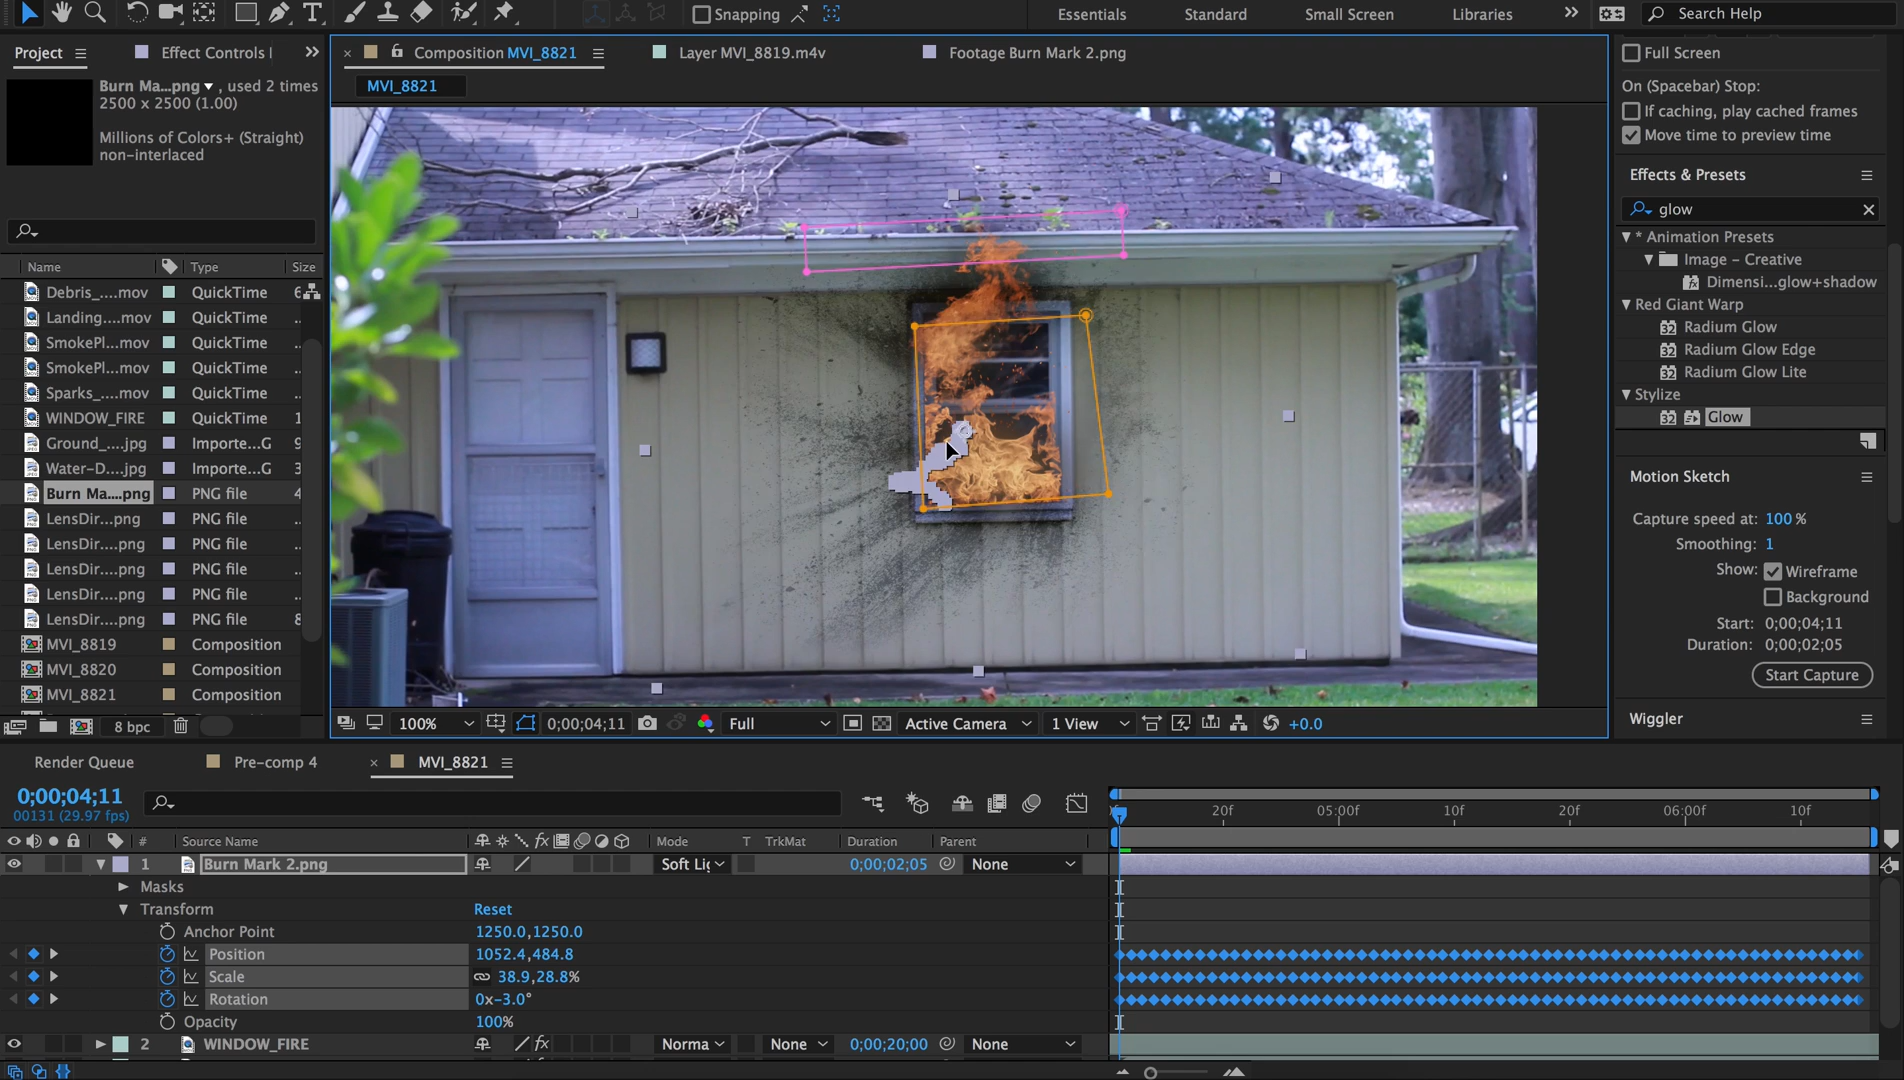 Snapping
Essentials
Standard
Small Screen
Libraries
Search Help
Project
Effect Controls
Composition MVI_8821
Layer MVI_8819.m4v
Footage Burn Mark 2.png
MVI_8821
Burn Ma...png , used 2 times
2500 x 2500 (1.00)
Millions of Colors+ (Straight)
non-interlaced
Name Type Size
Debris_....mov QuickTime 6
Landing....mov QuickTime ..
SmokePl...mov QuickTime ..
SmokePl...mov QuickTime ..
Sparks_....mov QuickTime ..
WINDOW_FIRE QuickTime 1
Ground_....jpg Importe...G 9
Water-D....jpg Importe...G 3
Burn Ma....png PNG file 4
LensDir...png PNG file ..
LensDir....png PNG file ..
LensDir....png PNG file ..
LensDir....png PNG file ..
LensDir....png PNG file 8
MVI_8819 Composition
MVI_8820 Composition
MVI_8821 Composition
8 bpc
100%
0;00;04;11
Full
Active Camera
1 View
+0.0
Full Screen
On (Spacebar) Stop:
If caching, play cached frames
Move time to preview time
Effects & Presets
glow
* Animation Presets
Image – Creative
Dimensi...glow+shadow
Red Giant Warp
32 Radium Glow
32 Radium Glow Edge
32 Radium Glow Lite
Stylize
32 Glow
Motion Sketch
Capture speed at: 100 %
Smoothing: 1
Show: Wireframe
Background
Start: 0;00;04;11
Duration: 0;00;02;05
Start Capture
Wiggler
Render Queue
Pre-comp 4
MVI_8821
0;00;04;11
00131 (29.97 fps)
20f 05:00f 10f 20f 06:00f 10f
# Source Name fx Mode T TrkMat Duration Parent
1 Burn Mark 2.png Soft Li 0;00;02;05 None
Masks
Transform Reset
Anchor Point 1250.0,1250.0
Position 1052.4,484.8
Scale 38.9,28.8%
Rotation 0x-3.0°
Opacity 100%
2 WINDOW_FIRE fx Norma None 0;00;20;00 None